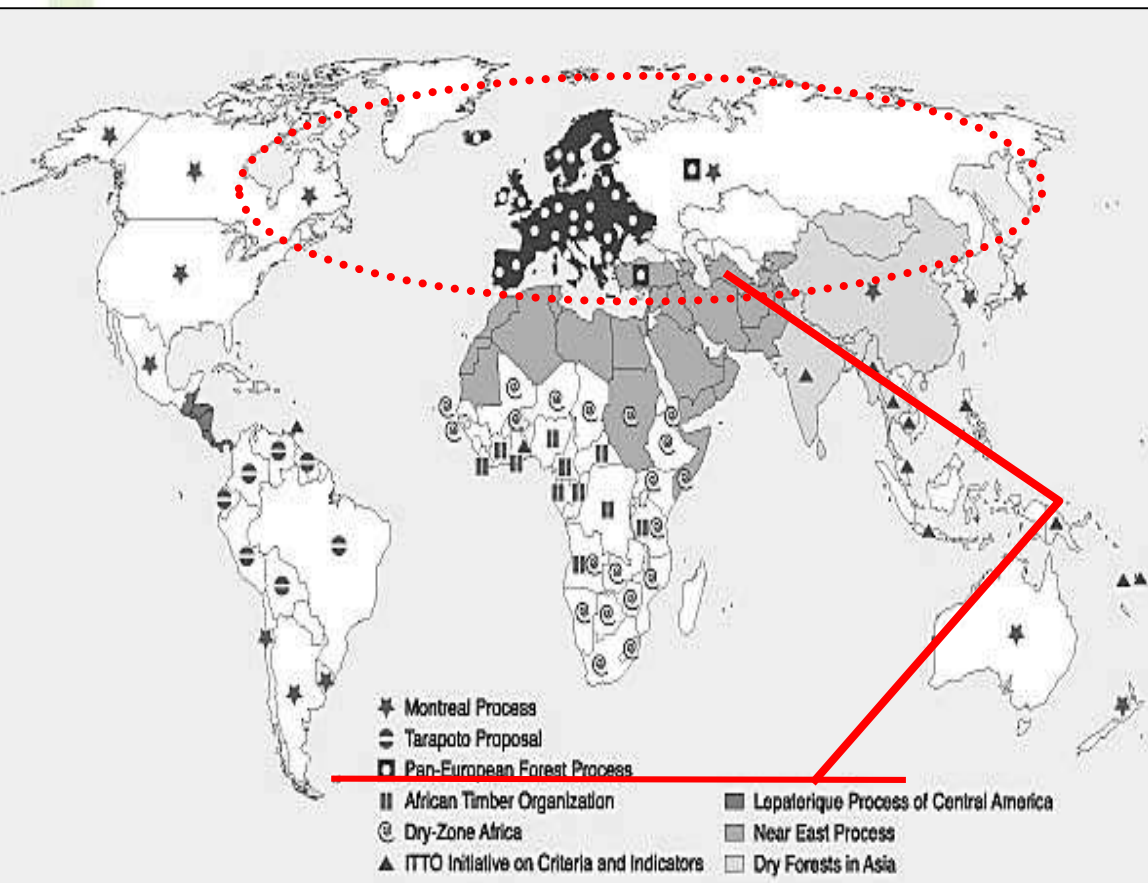 Montreal Process
Tarapoto Proposal
Pan-European Forest Process
African Timber Organization
Dry-Zone Africa
ITTO Initiative on Criteria and Indicators
Lepaterique Process of Central America
Near East Process
Dry Forests in Asia